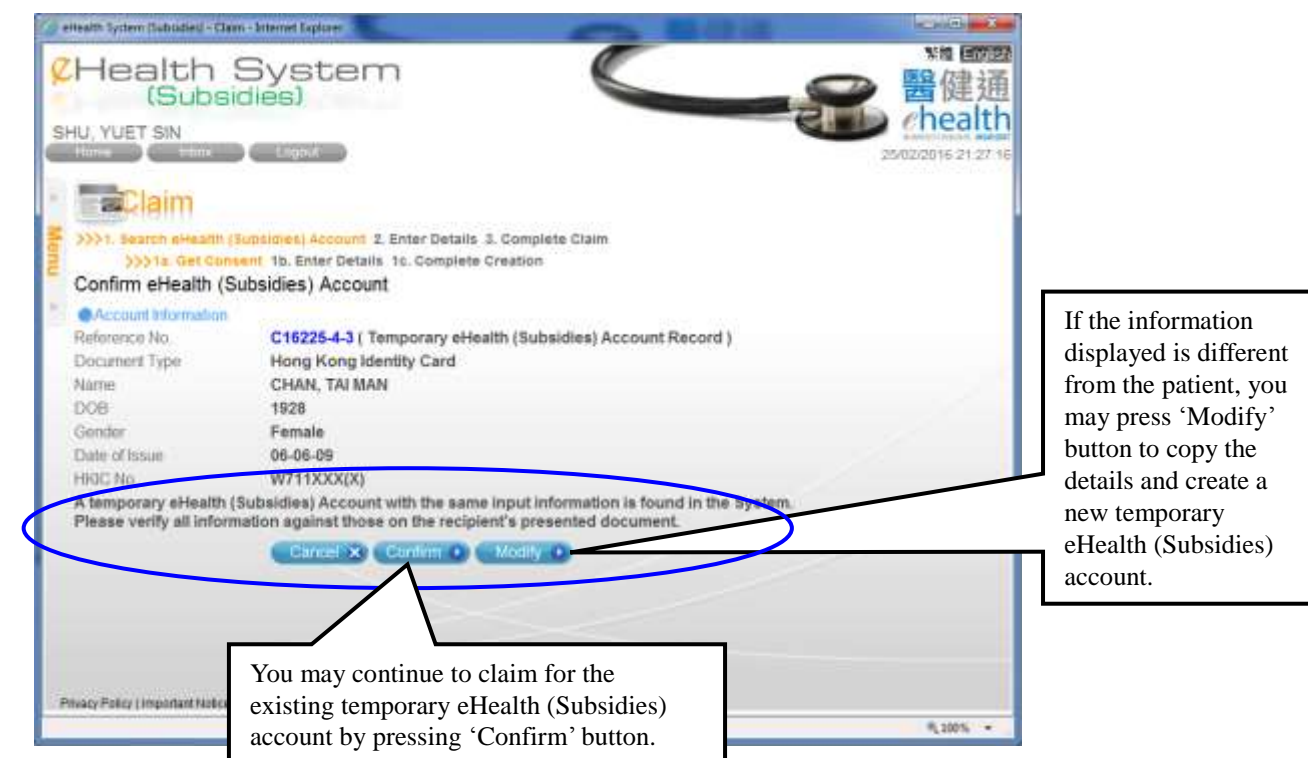 eHealth System (Subsidies) - Claim - Internet Explorer
eHealth System
(Subsidies)
繁體 English
醫健通
ehealth
SHU, YUET SIN
Home Inbox Logout
25/02/2016 21:27:16
Claim
Menu
>>>1. Search eHealth (Subsidies) Account 2. Enter Details 3. Complete Claim
>>>1a. Get Consent 1b. Enter Details 1c. Complete Creation
Confirm eHealth (Subsidies) Account
Account Information
Reference No. C16225-4-3 ( Temporary eHealth (Subsidies) Account Record )
Document Type Hong Kong Identity Card
Name CHAN, TAI MAN
DOB 1928
Gender Female
Date of Issue 06-06-09
HKIC No. W711XXX(X)
A temporary eHealth (Subsidies) Account with the same input information is found in the System.
Please verify all information against those on the recipient's presented document.
Cancel Confirm Modify
If the information
displayed is different
from the patient, you
may press ‘Modify’
button to copy the
details and create a
new temporary
eHealth (Subsidies)
account.
You may continue to claim for the
existing temporary eHealth (Subsidies)
account by pressing ‘Confirm’ button.
Privacy Policy | Important Notice
100%